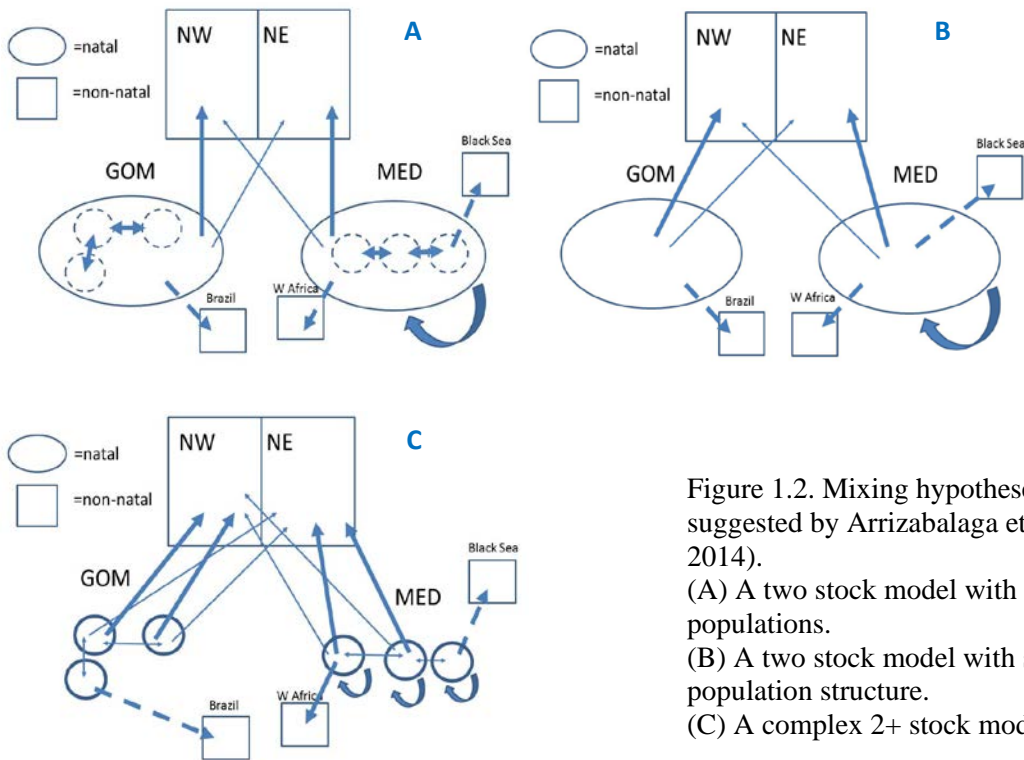 A
=natal
=non-natal
NW
NE
GOM
MED
Black Sea
Brazil
W Africa
B
=natal
=non-natal
NW
NE
GOM
MED
Black Sea
Brazil
W Africa
C
=natal
=non-natal
NW
NE
GOM
MED
Black Sea
Brazil
W Africa
Figure 1.2. Mixing
suggested by Arrizabalaga et
2014).
(A) A two stock model with
populations.
(B) A two stock model with
population structure.
(C) A complex 2+ stock